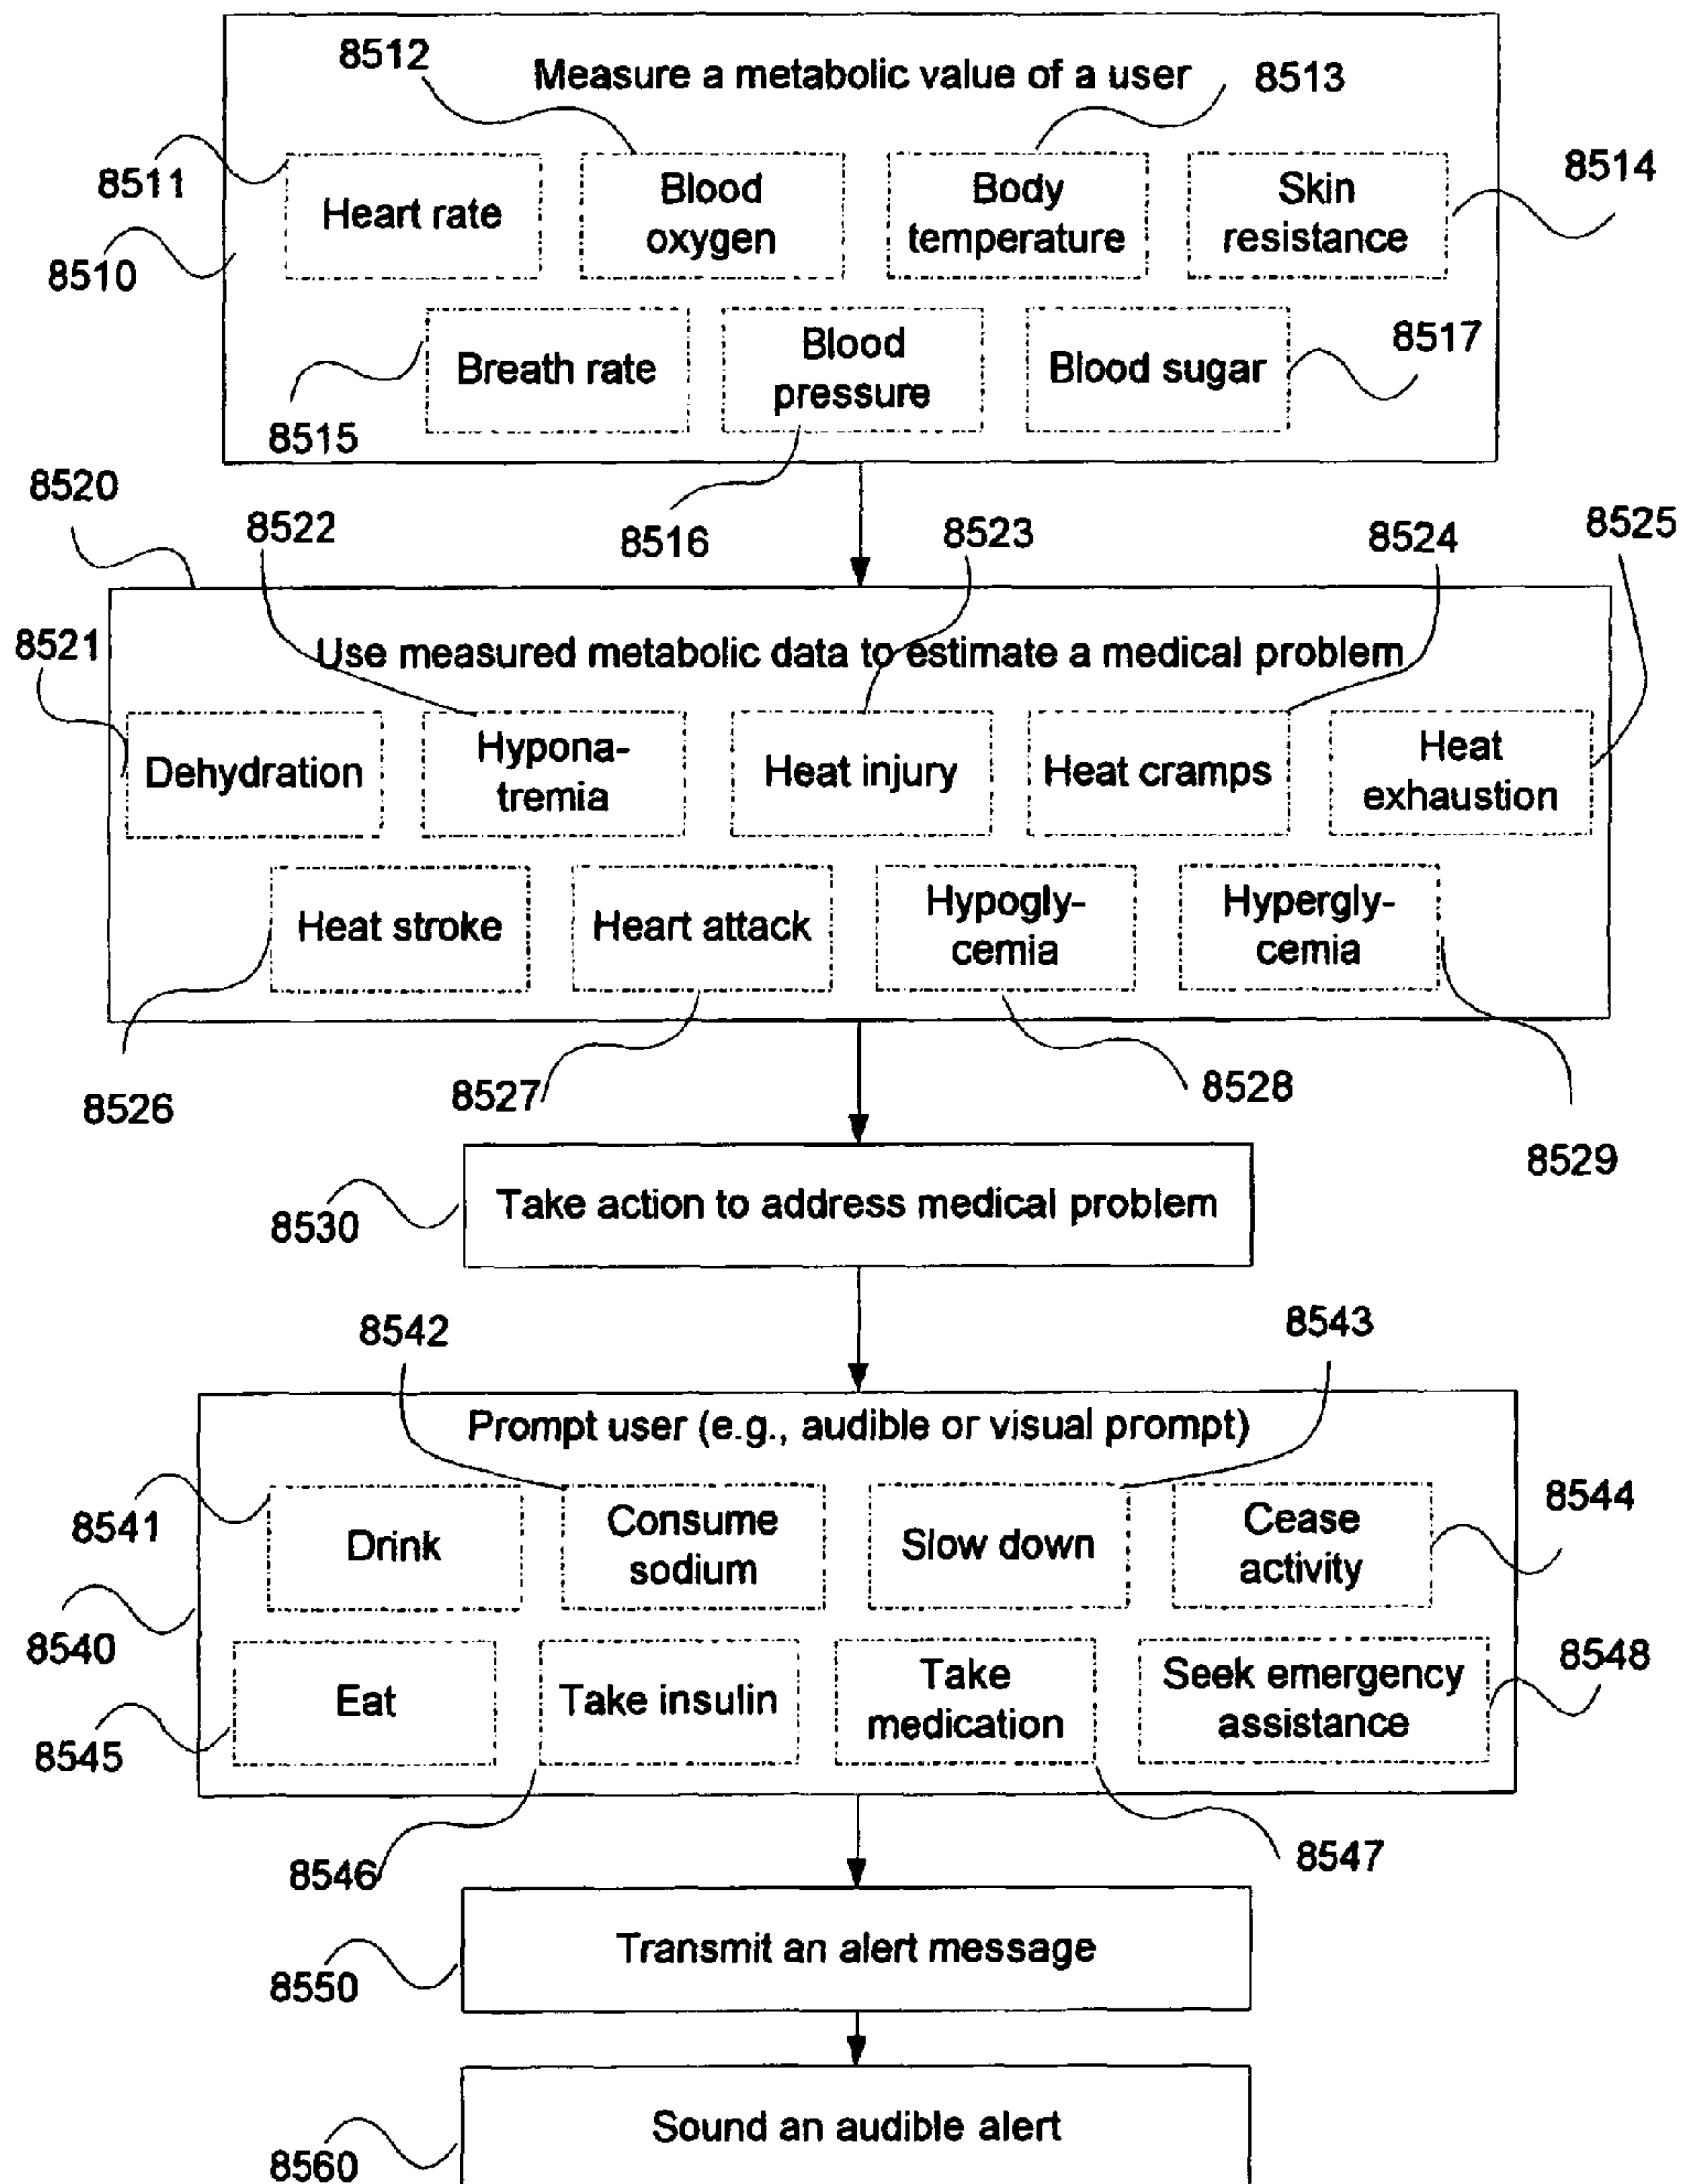 8512
Measure a metabolic value of a user
8513
8511
Heart rate
Blood
oxygen
Body
temperature
Skin
resistance
8514
8510
Breath rate
Blood
pressure
Blood sugar
8517
8515
8516
8520
8522
8523
8524
8525
8521
Use measured metabolic data to estimate a medical problem
Dehydration
Hypona-
tremia
Heat injury
Heat cramps
Heat
exhaustion
Heat stroke
Heart attack
Hypogly-
cemia
Hypergly-
cemia
8526
8527
8528
8529
8530
Take action to address medical problem
8542
8543
Prompt user (e.g., audible or visual prompt)
8541
Drink
Consume
sodium
Slow down
Cease
activity
8544
8540
Eat
Take insulin
Take
medication
Seek emergency
assistance
8548
8545
8546
8547
Transmit an alert message
8550
Sound an audible alert
8560